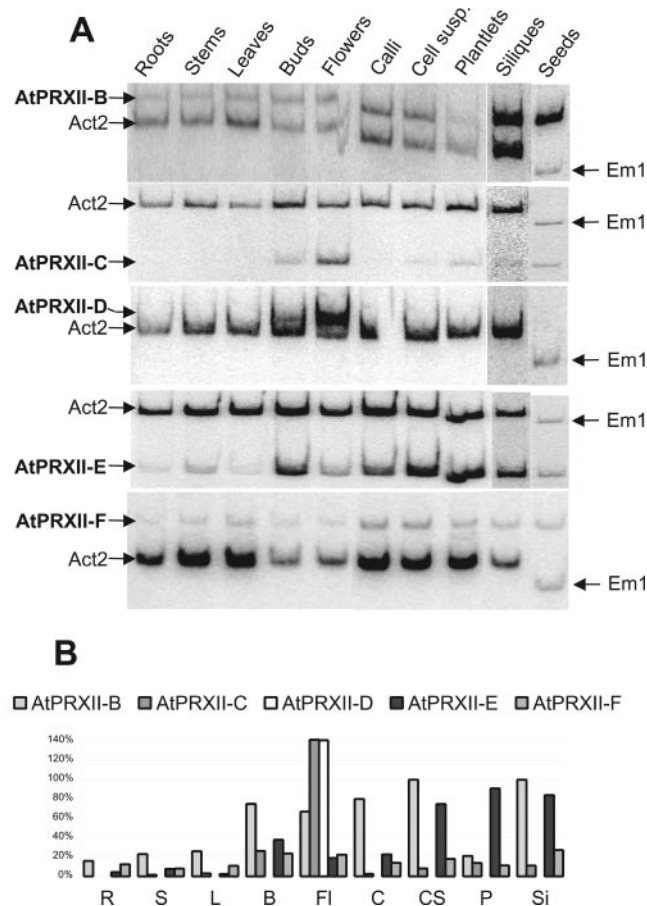 A
Roots Stems Leaves Buds Flowers Calli Cell susp. Plantlets Siliques Seeds
AtPRXII-B
Act2
Em1
Act2
Em1
AtPRXII-C
AtPRXII-D
Act2
Em1
Act2
Em1
AtPRXII-E
AtPRXII-F
Act2
Em1
B
AtPRXII-B AtPRXII-C AtPRXII-D AtPRXII-E AtPRXII-F
140%
120%
100%
80%
60%
40%
20%
0%
R S L B Fl C CS P Si